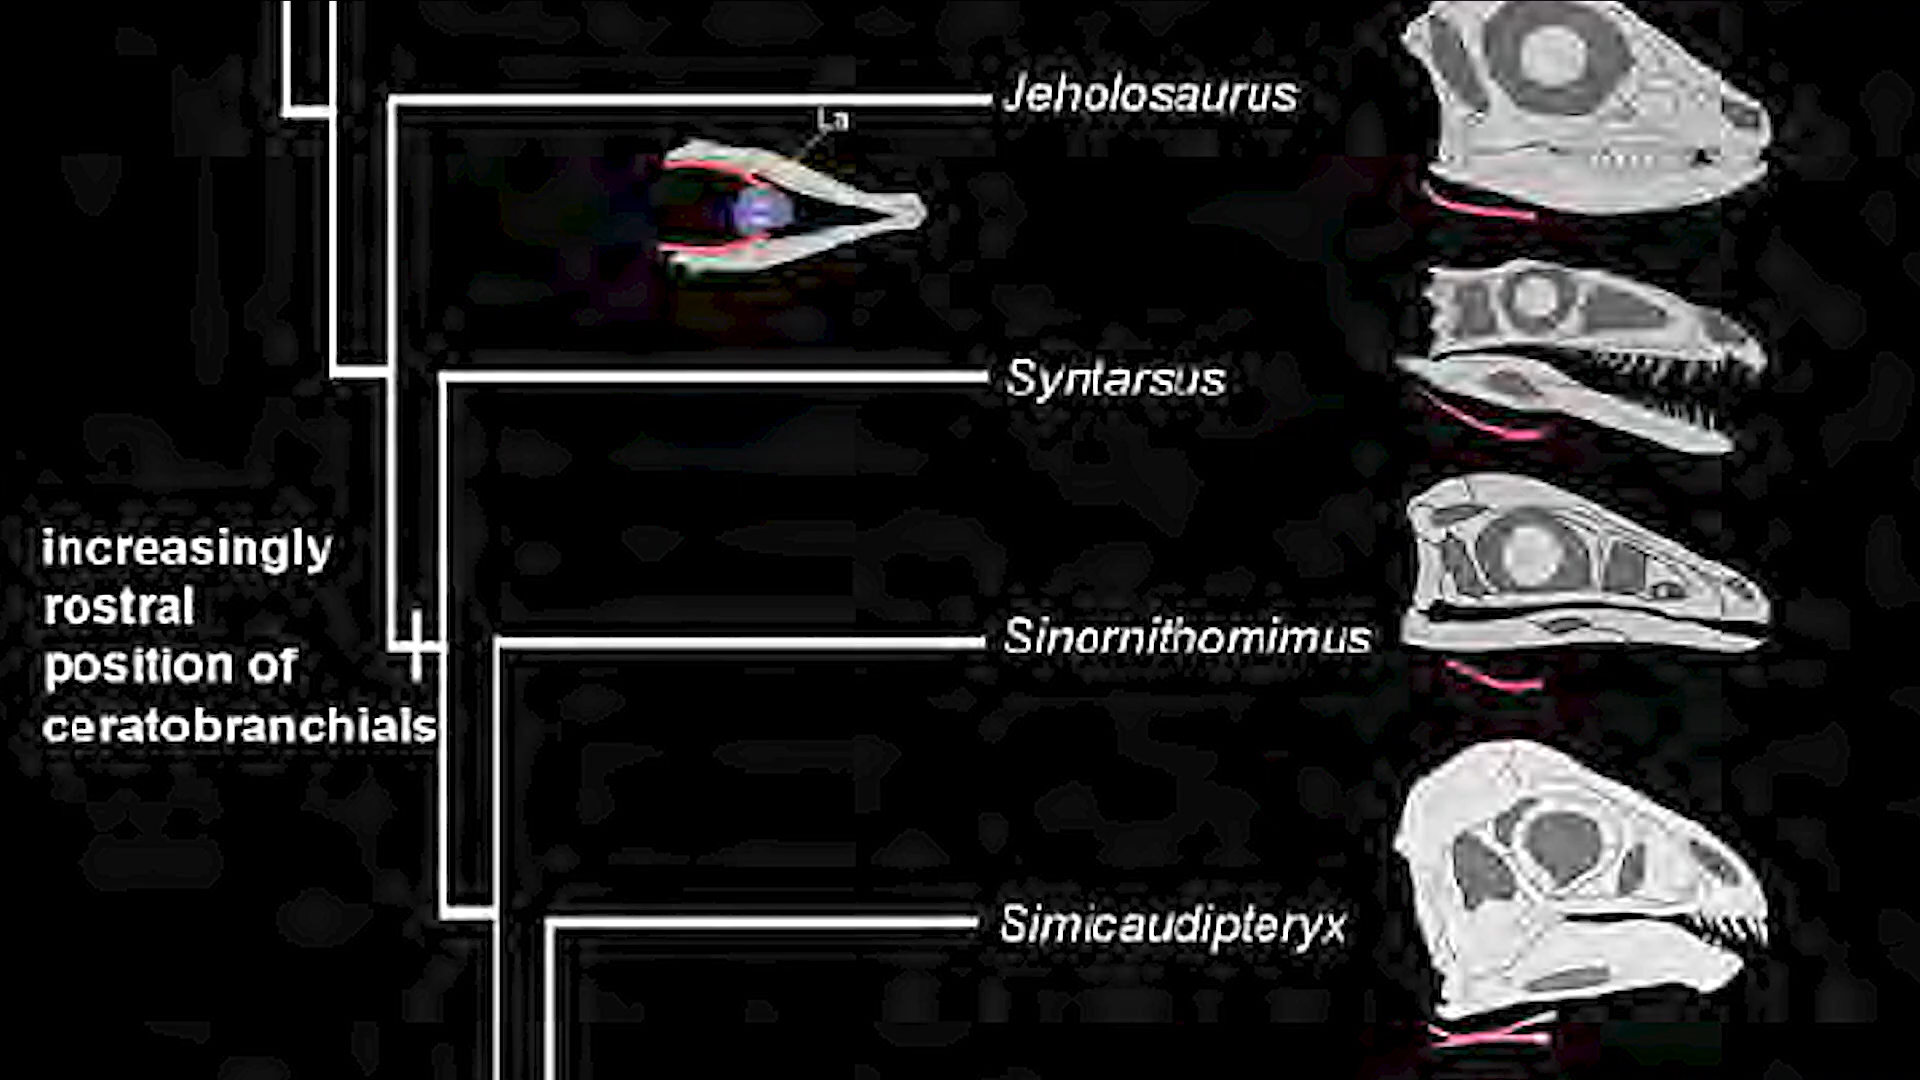 Jeholosaurus
La
Syntarsus
increasingly
rostral
position of
ceratobranchials
Sinornithomimus
Simicaudipteryx